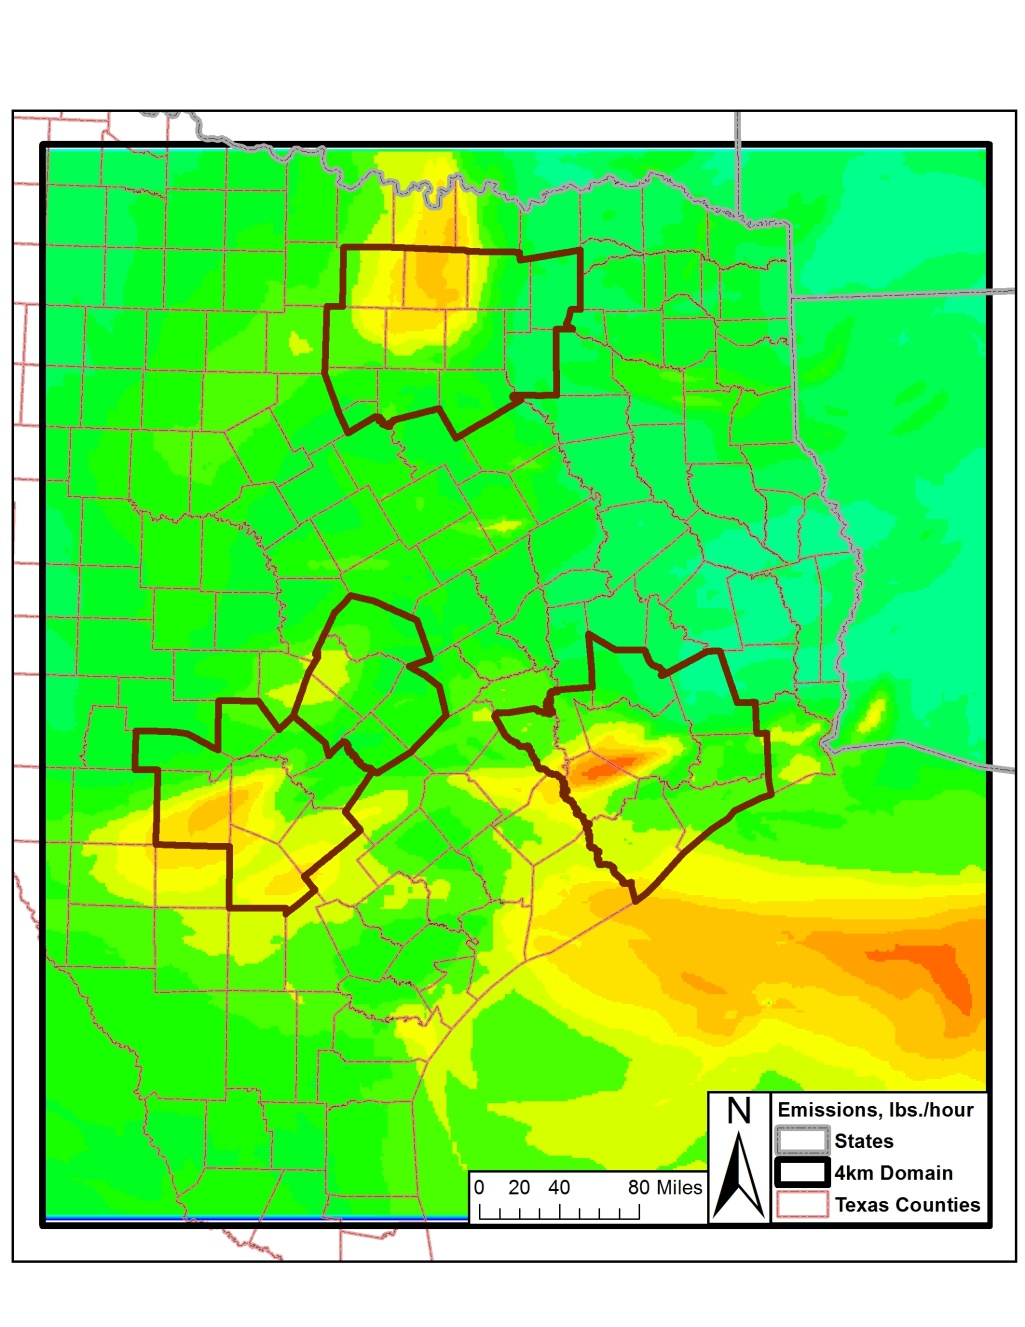 N
Emissions, lbs./hour
States
4km Domain
Texas Counties
0 20 40 80 Miles